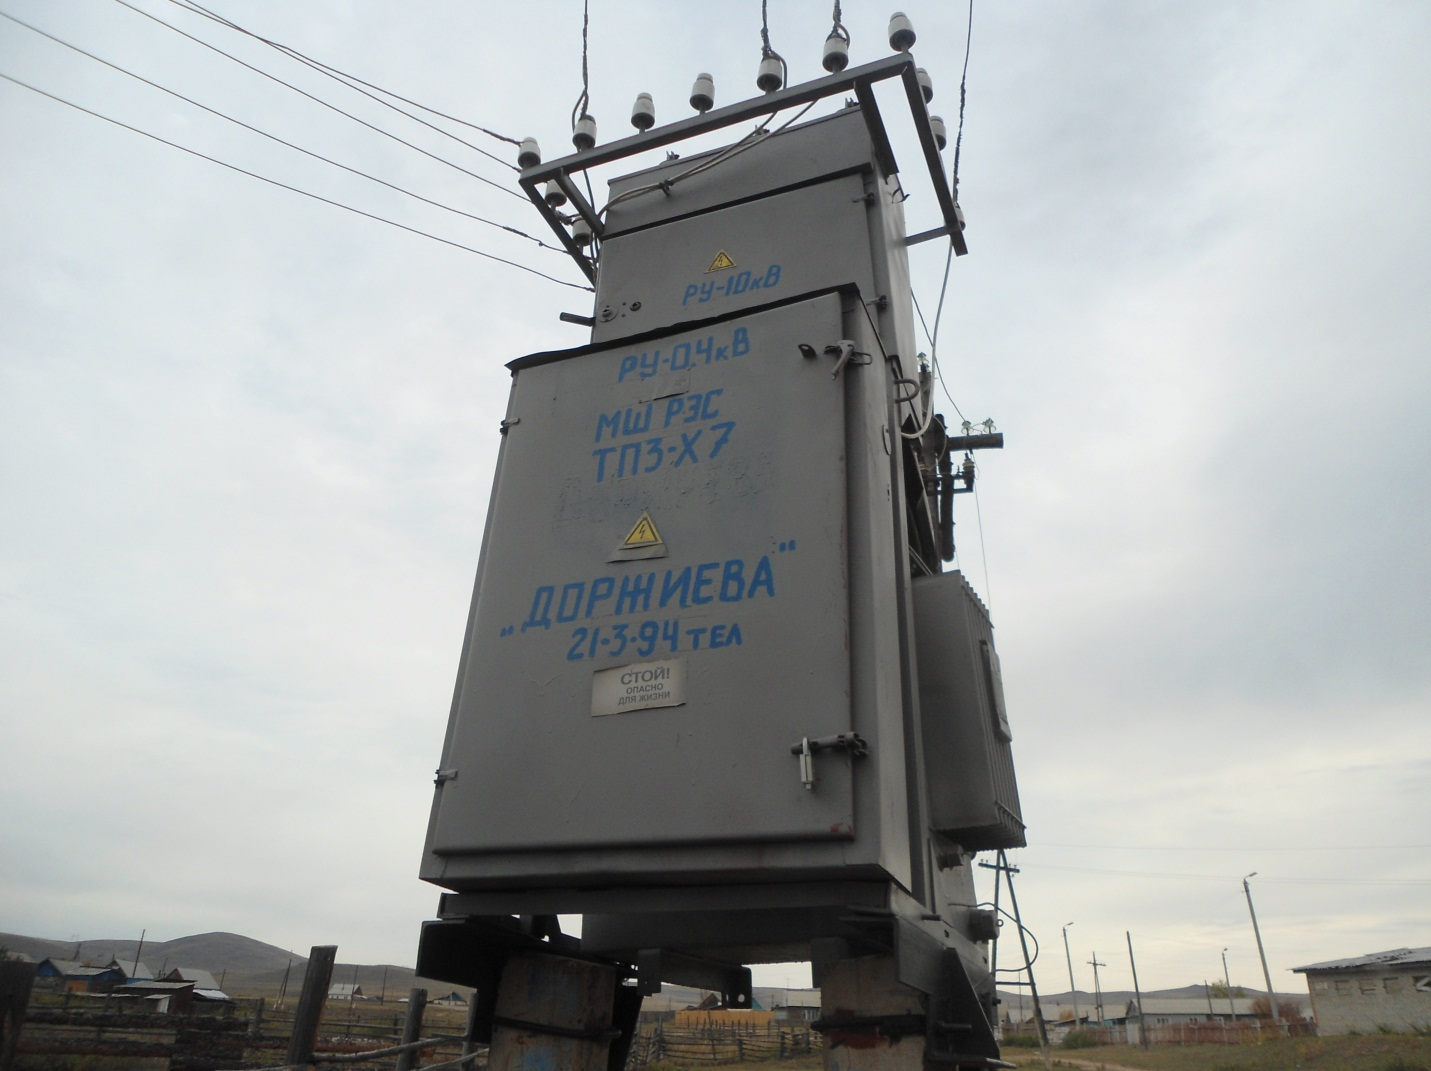 РУ-10кВ
РУ-0,4кВ
МШ РЭС
ТП3-Х7
„ДОРЖИЕВА“
21-3-94 ТЕЛ
СТОЙ!
ОПАСНО
ДЛЯ ЖИЗНИ